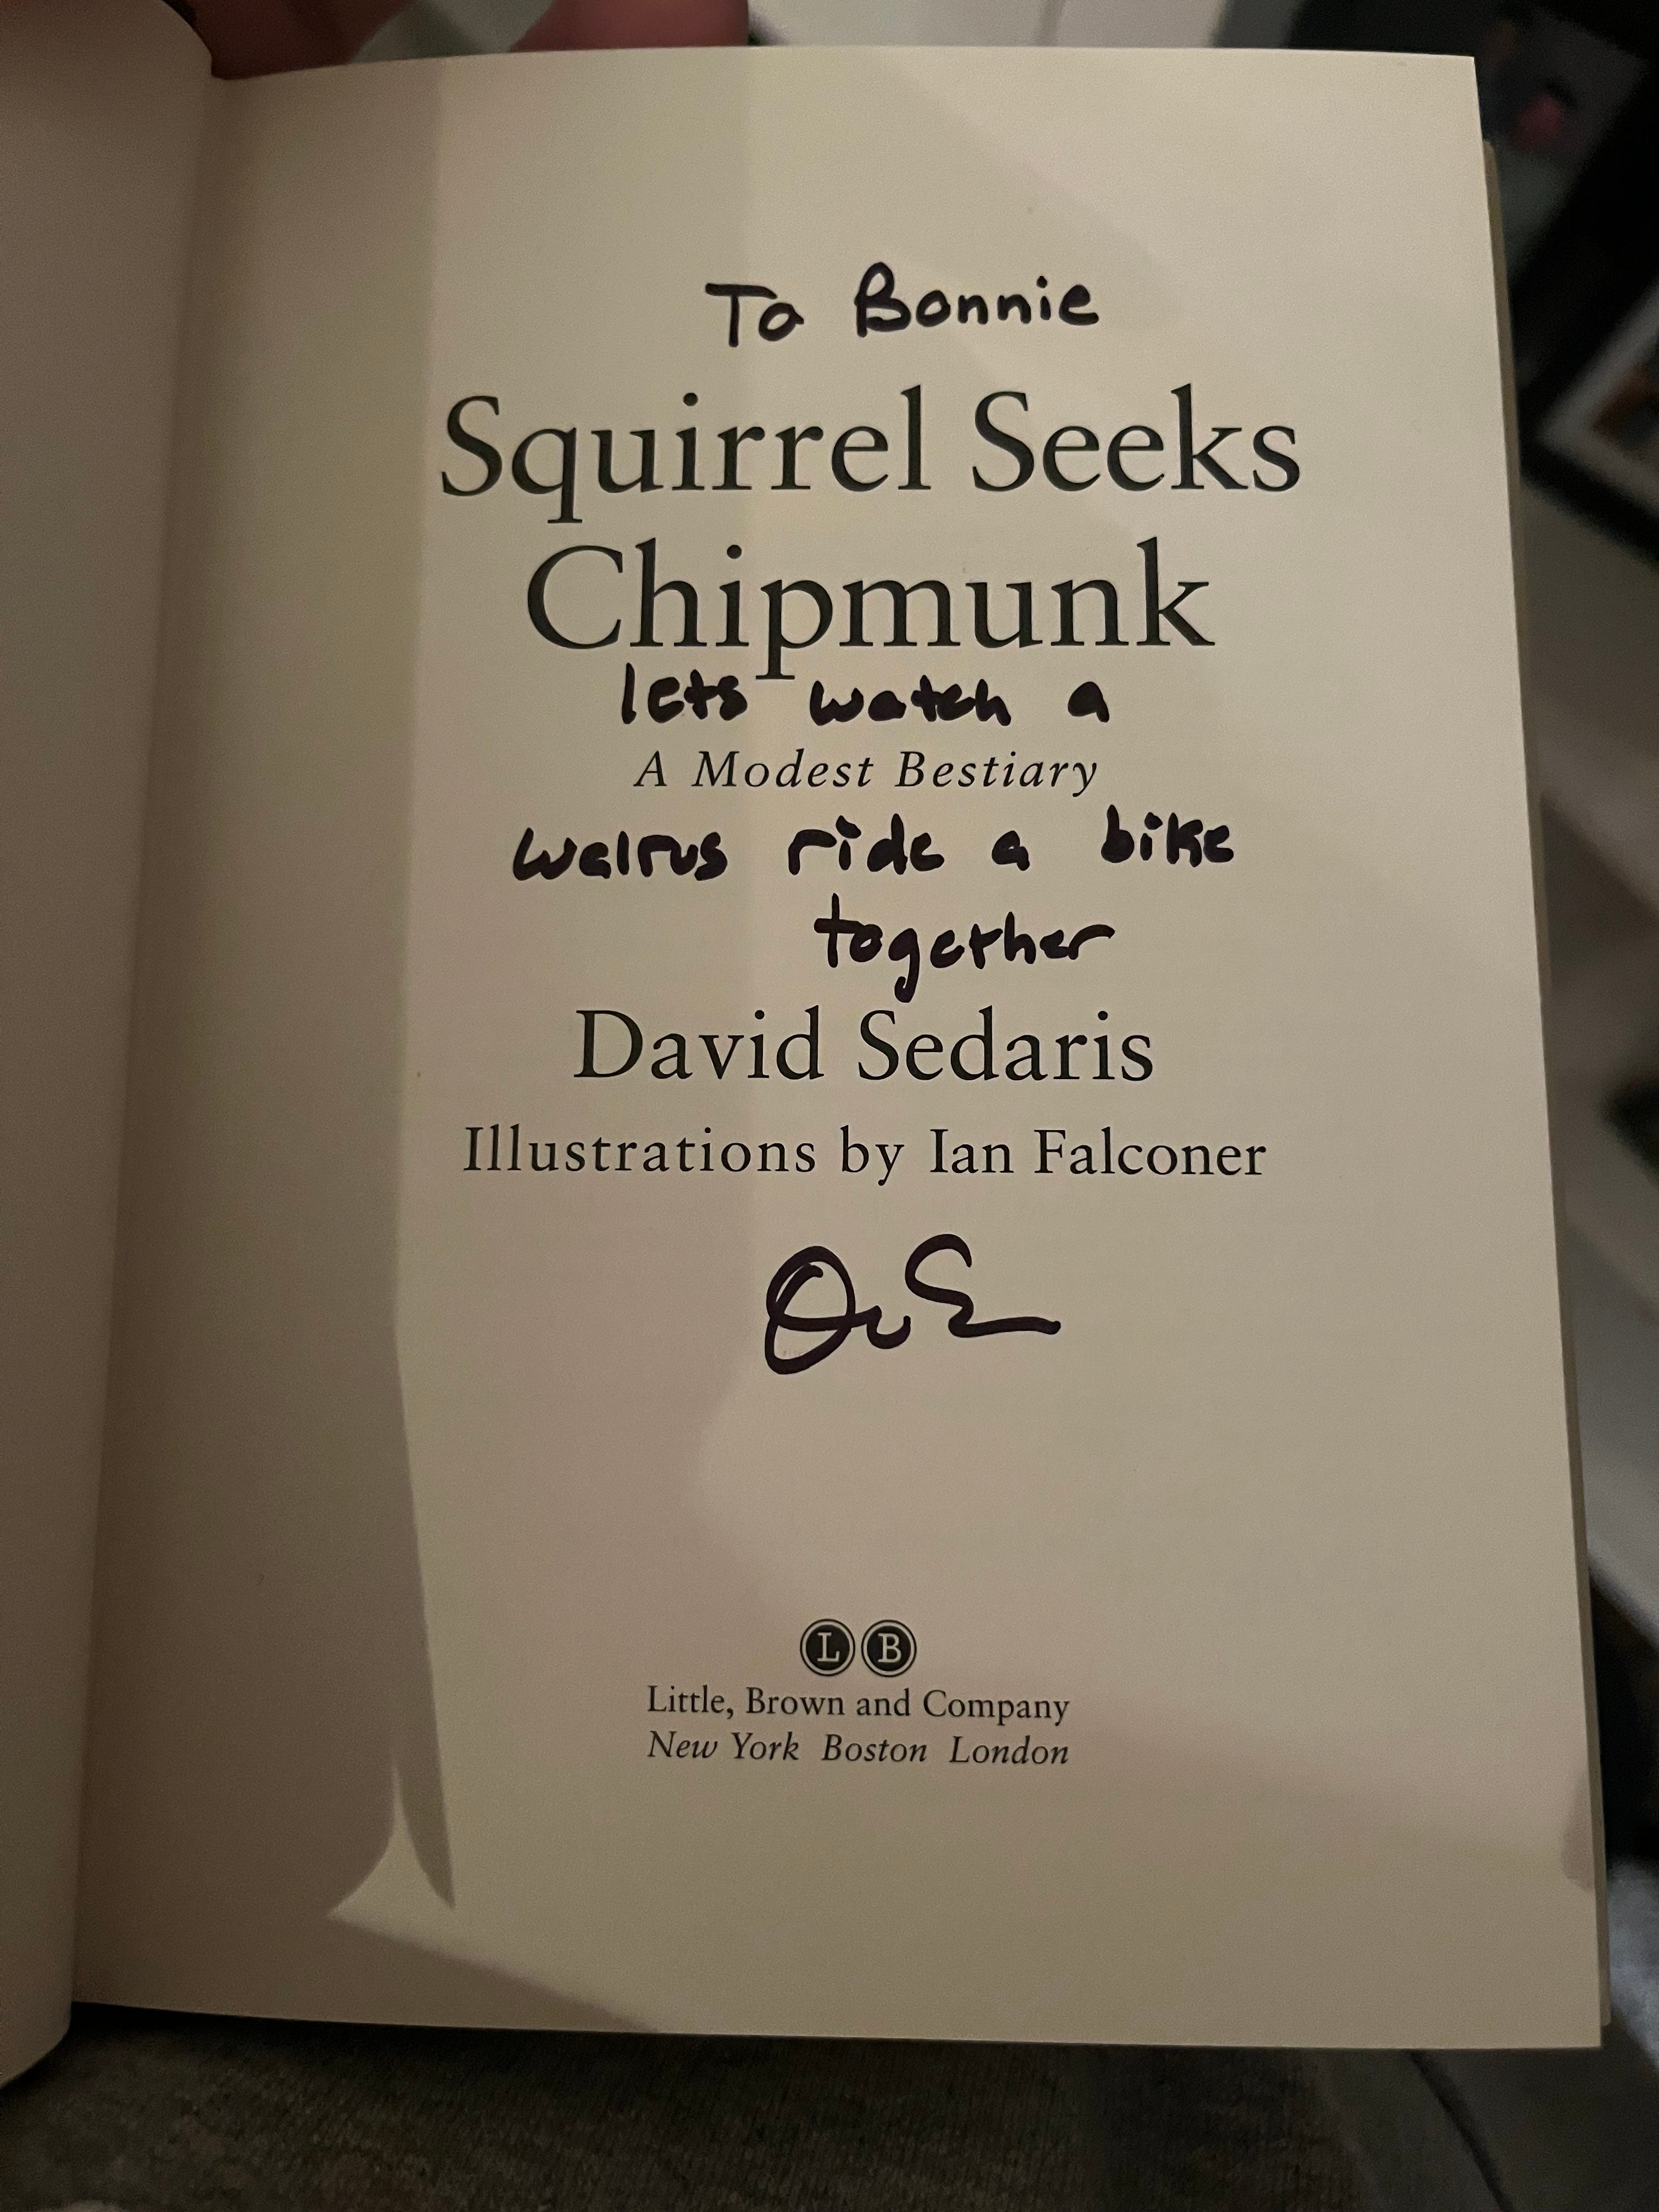 To Bonnie
Squirrel Seeks
Chipmunk
lets watch a
A Modest Bestiary
walrus ride a bike
together
David Sedaris
Illustrations by Ian Falconer
L B
Little, Brown and Company
New York Boston London